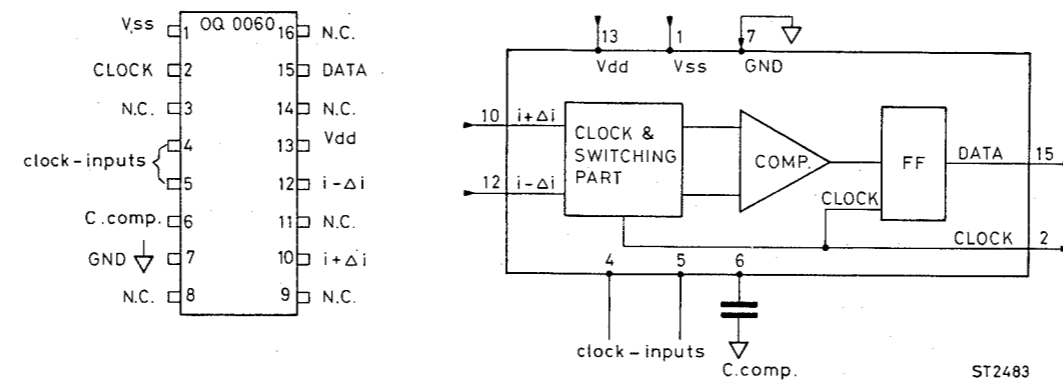 OQ 0060
Vss 1
CLOCK 2
N.C. 3
4
clock-inputs
5
C.comp. 6
GND 7
N.C. 8
16 N.C.
15 DATA
14 N.C.
13 Vdd
12 i-Δi
11 N.C.
10 i+Δi
9 N.C.
13 1 7
Vdd Vss GND
10 i+Δi
12 i-Δi
CLOCK &
SWITCHING
PART
COMP.
FF
DATA 15
CLOCK
CLOCK 2
4 5 6
clock-inputs
C.comp.
ST2483